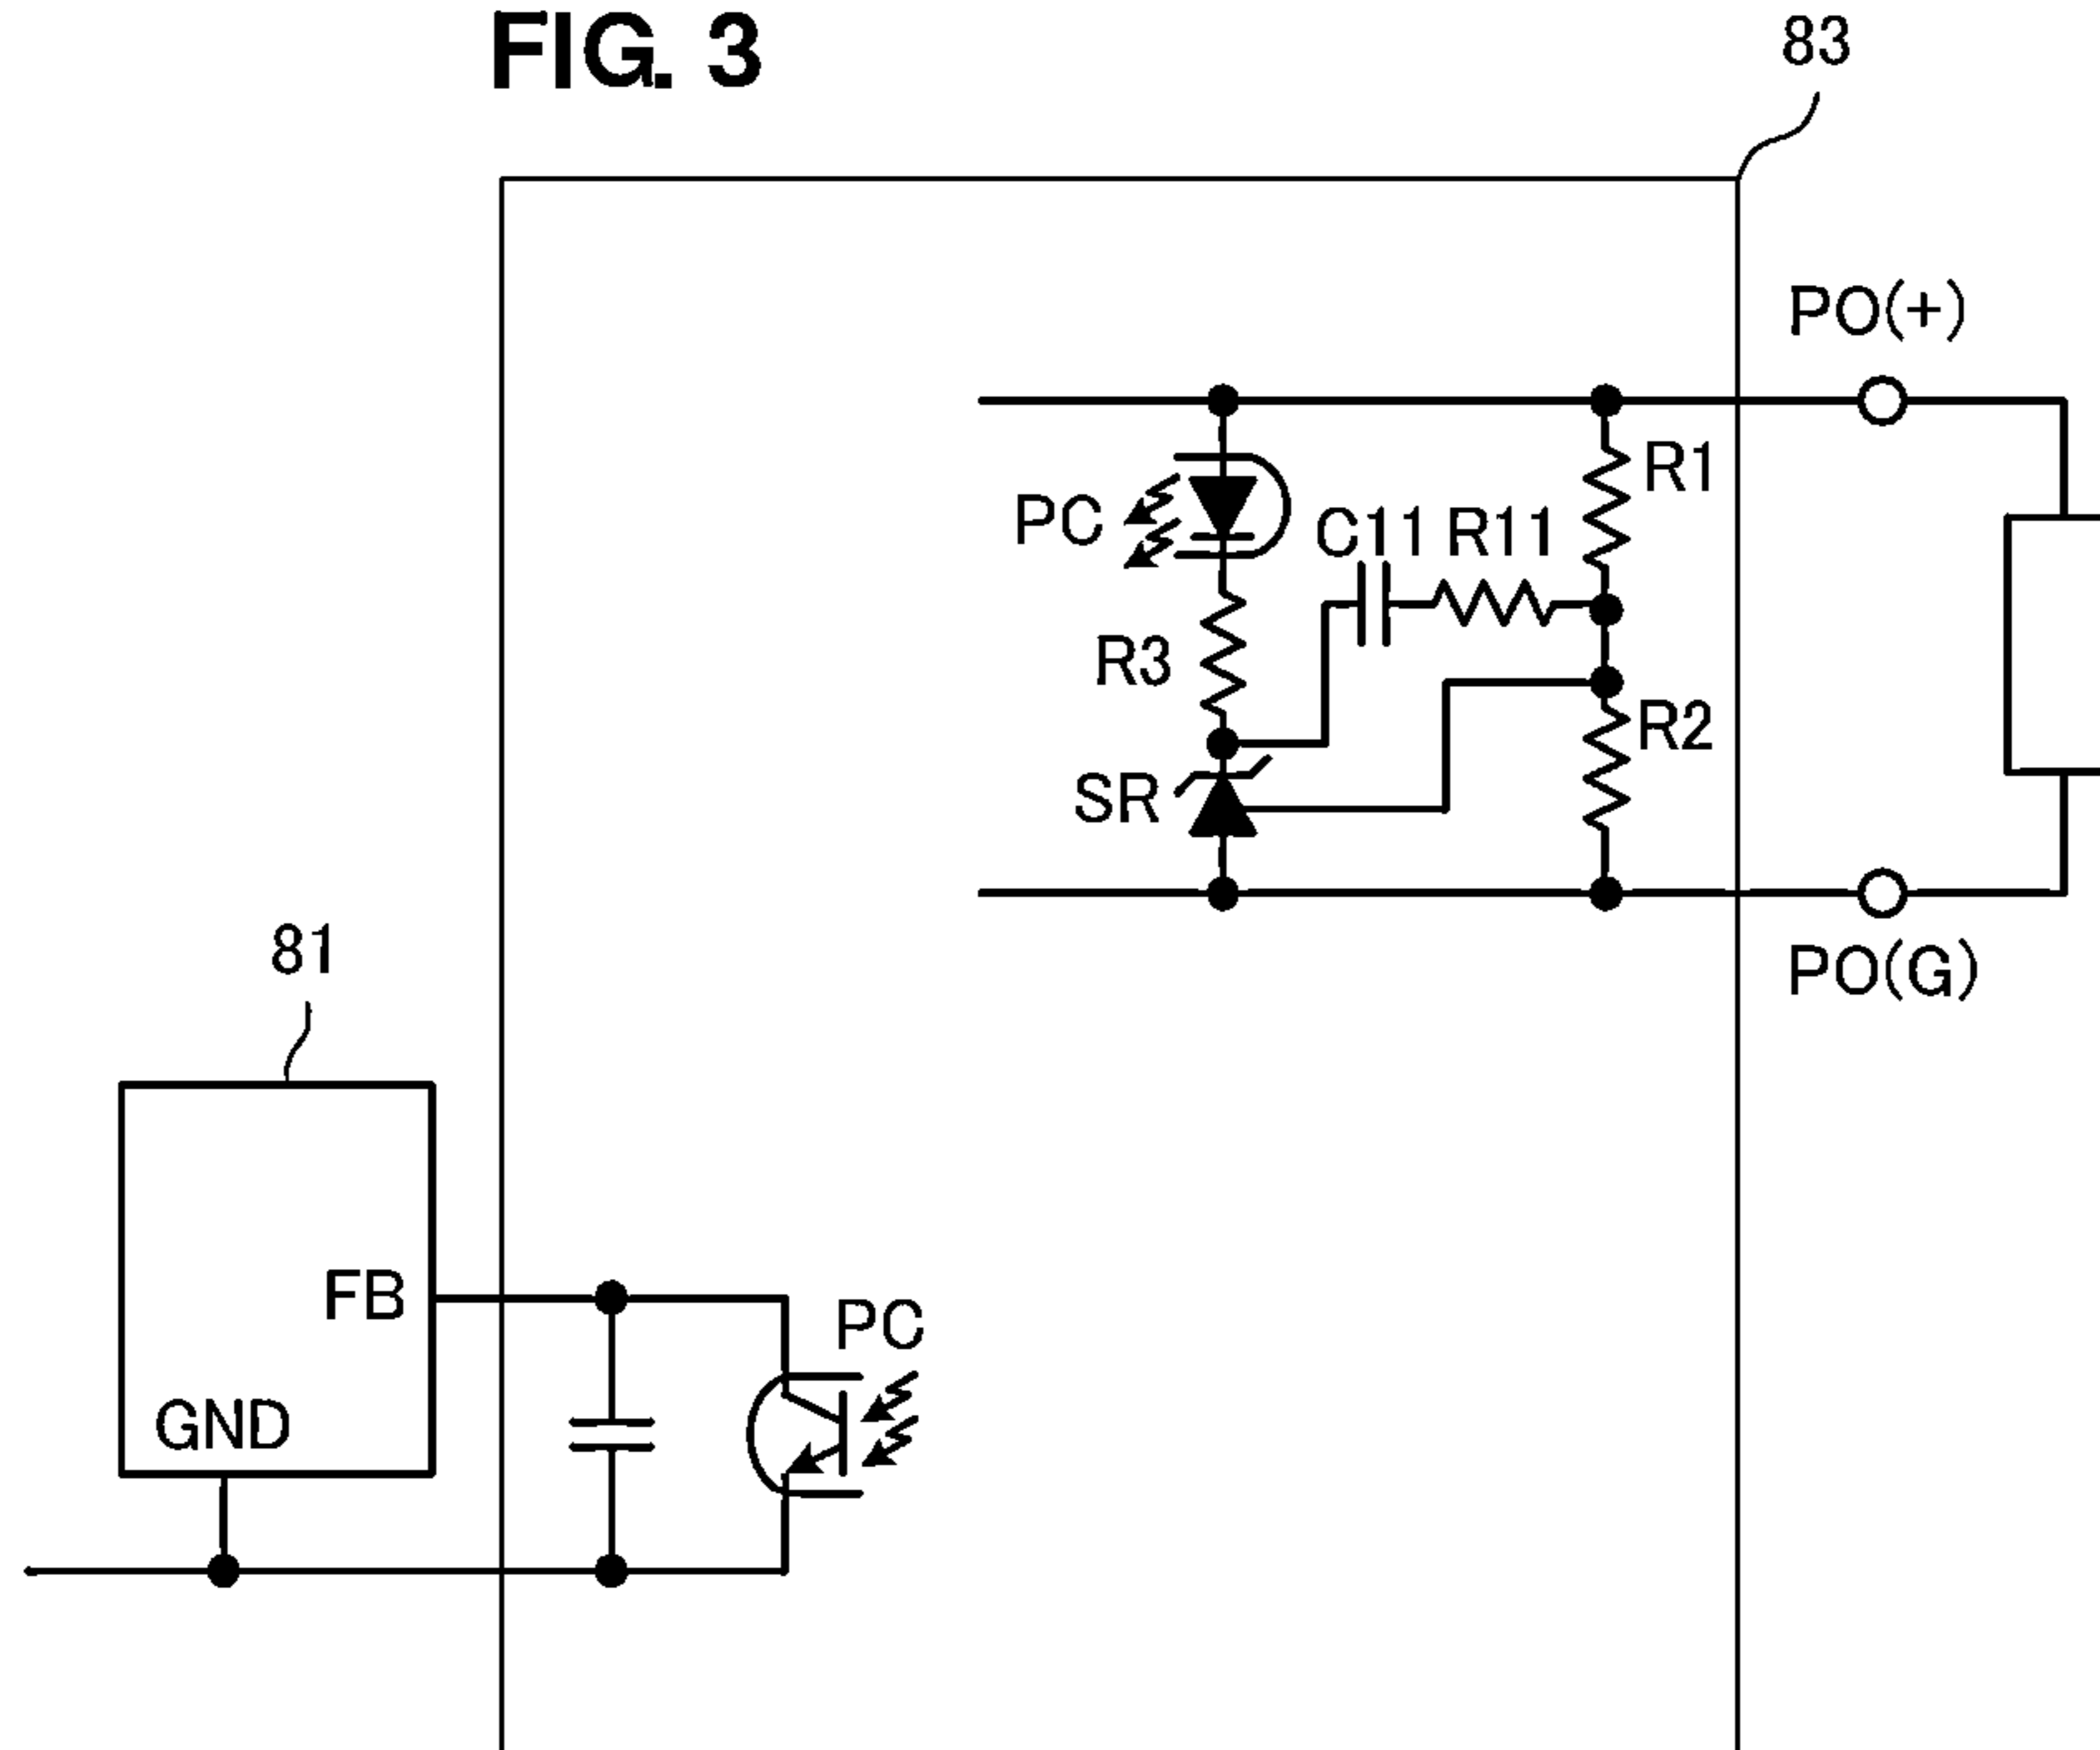 FIG. 3
83
PO(+)
R1
PC
C11
R11
R3
R2
SR
PO(G)
81
FB
PC
GND